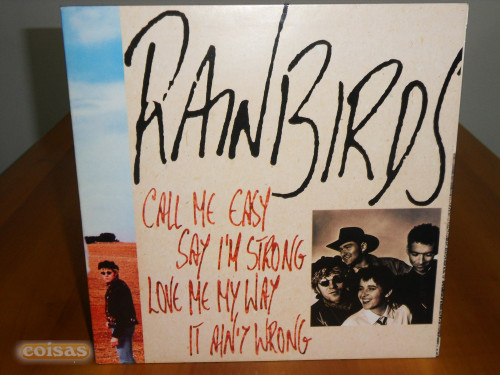 RAINBIRDS
CALL ME EASY
SAY I'M STRONG
LOVE ME MY WAY
IT AIN'T WRONG
coisas